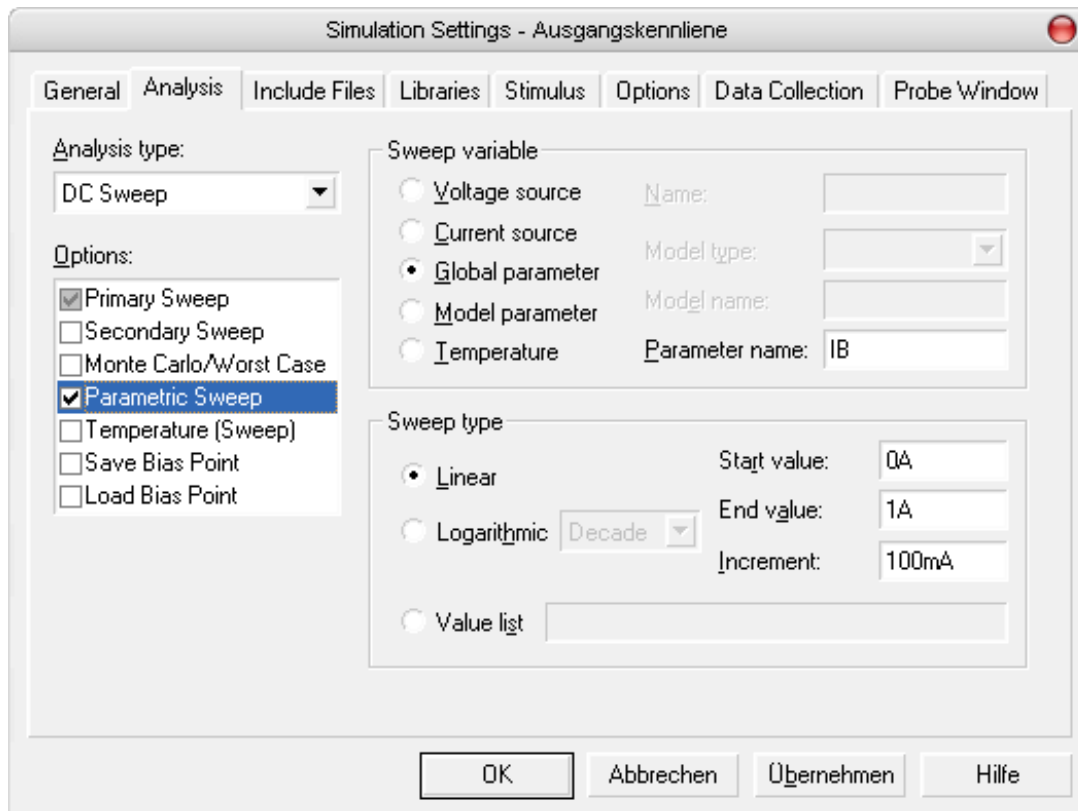 Simulation Settings - Ausgangskennliene
General Analysis Include Files Libraries Stimulus Options Data Collection Probe Window
Analysis type:
DC Sweep
Options:
Primary Sweep
Secondary Sweep
Monte Carlo/Worst Case
Parametric Sweep
Temperature (Sweep)
Save Bias Point
Load Bias Point
Sweep variable
Voltage source
Name:
Current source
Model type:
Global parameter
Model name:
Model parameter
Temperature
Parameter name: IB
Sweep type
Linear
Start value: 0A
End value: 1A
Logarithmic Decade
Increment: 100mA
Value list
OK Abbrechen Übernehmen Hilfe